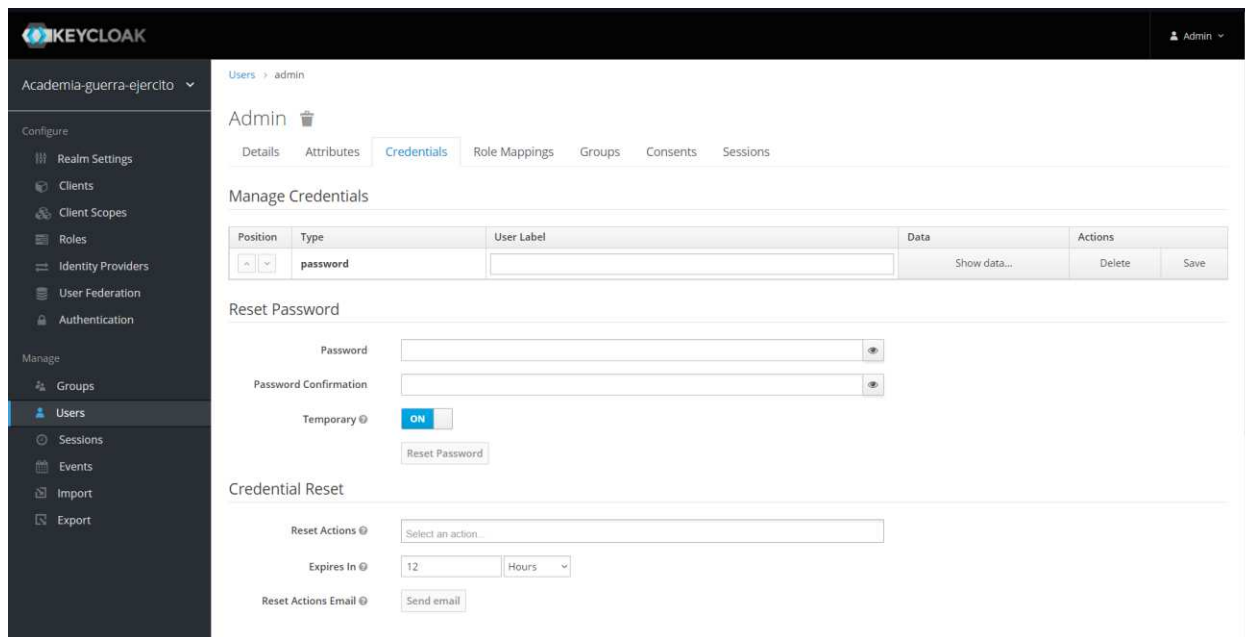 KEYCLOAK
Admin
Academia-guerra-ejercito
Configure
Realm Settings
Clients
Client Scopes
Roles
Identity Providers
User Federation
Authentication
Manage
Groups
Users
Sessions
Events
Import
Export
Users > admin
Admin
Details Attributes Credentials Role Mappings Groups Consents Sessions
Manage Credentials
Position Type User Label Data Actions
password Show data... Delete Save
Reset Password
Password
Password Confirmation
Temporary ON
Reset Password
Credential Reset
Reset Actions Select an action...
Expires In 12 Hours
Reset Actions Email Send email